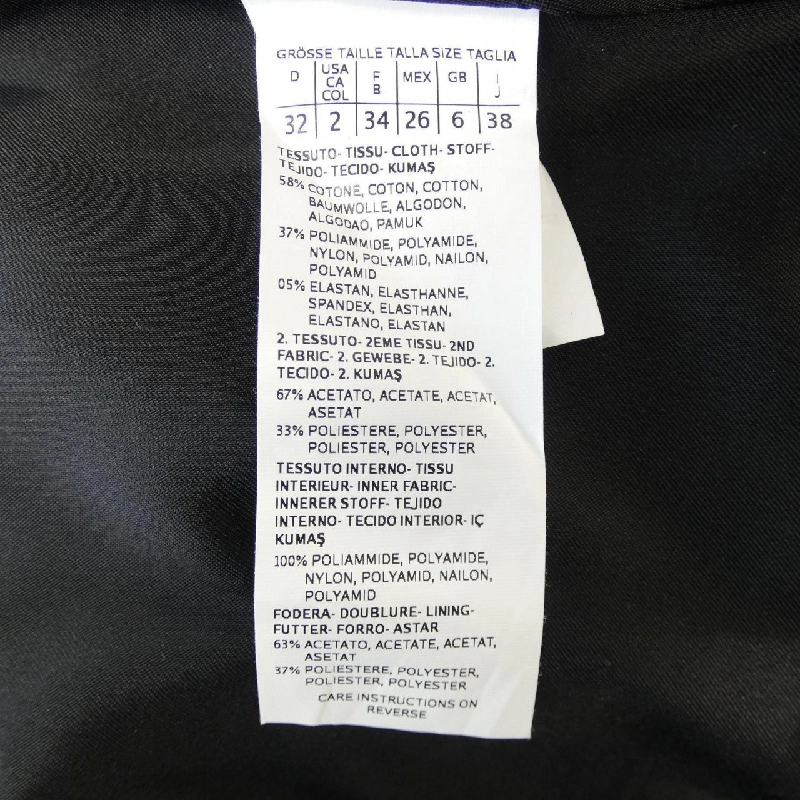 GRÖSSE TAILLE TALLA SIZE TAGLIA
D USA CA COL F B MEX GB I J
32 2 34 26 6 38
TESSUTO- TISSU- CLOTH- STOFF-
TEJIDO- TECIDO- KUMAŞ
58% COTONE, COTON, COTTON,
BAUMWOLLE, ALGODON,
ALGODAO, PAMUK
37% POLIAMMIDE, POLYAMIDE,
NYLON, POLYAMID, NAILON,
POLYAMID
05% ELASTAN, ELASTHANNE,
SPANDEX, ELASTHAN,
ELASTANO, ELASTAN
2. TESSUTO- 2EME TISSU- 2ND
FABRIC- 2. GEWEBE- 2. TEJIDO- 2.
TECIDO- 2. KUMAŞ
67% ACETATO, ACETATE, ACETAT,
ASETAT
33% POLIESTERE, POLYESTER,
POLIESTER, POLYESTER
TESSUTO INTERNO- TISSU
INTERIEUR- INNER FABRIC-
INNERER STOFF- TEJIDO
INTERNO- TECIDO INTERIOR- IÇ
KUMAŞ
100% POLIAMMIDE, POLYAMIDE,
NYLON, POLYAMID, NAILON,
POLYAMID
FODERA- DOUBLURE- LINING-
FUTTER- FORRO- ASTAR
63% ACETATO, ACETATE, ACETAT,
ASETAT
37% POLIESTERE, POLYESTER,
POLIESTER, POLYESTER
CARE INSTRUCTIONS ON
REVERSE